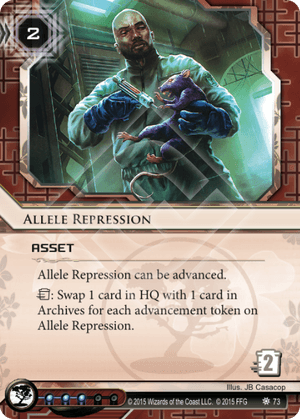 2
ALLELE REPRESSION
ASSET
Allele Repression can be advanced.
: Swap 1 card in HQ with 1 card in
Archives for each advancement token on
Allele Repression.
2
Illus. JB Casacop
© 2015 Wizards of the Coast LLC. © 2015 FFG 73